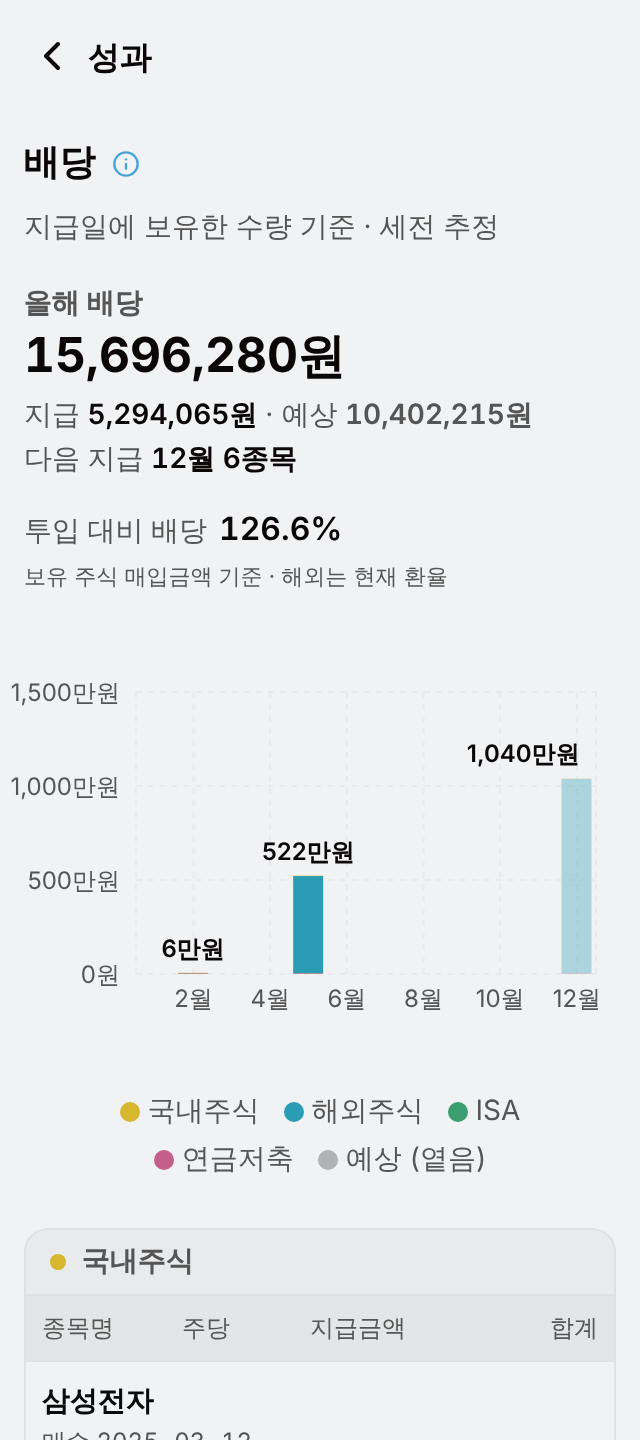 성과
배당
지급일에 보유한 수량 기준 · 세전 추정
올해 배당
15,696,280원
지급 5,294,065원 · 예상 10,402,215원
다음 지급 12월 6종목
투입 대비 배당 126.6%
보유 주식 매입금액 기준 · 해외는 현재 환율
1,500만원
1,000만원
500만원
0원
1,040만원
522만원
6만원
2월 4월 6월 8월 10월 12월
국내주식 해외주식 ISA
연금저축 예상 (옅음)
국내주식
종목명 주당 지급금액 합계
삼성전자
매수 2025-03-12